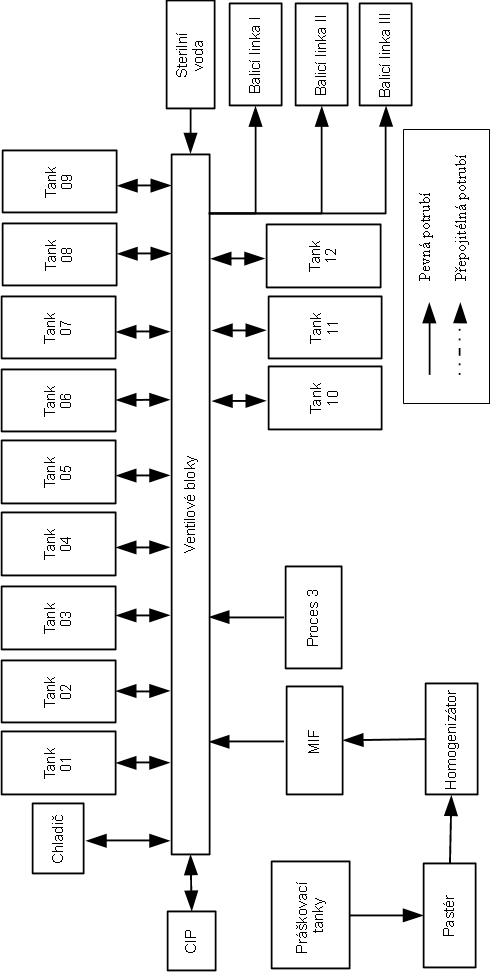 Sterilní
voda
Balicí linka I
Balicí linka II
Balicí linka III
Tank
09
Tank
08
Tank
07
Tank
06
Tank
05
Tank
04
Tank
03
Tank
02
Tank
01
Chladič
Ventilové bloky
Tank
12
Tank
11
Tank
10
Pevná potrubí
Přepojitélná potrubí
Proces 3
MIF
Homogenizátor
CIP
Práškovací
tanky
Pastér